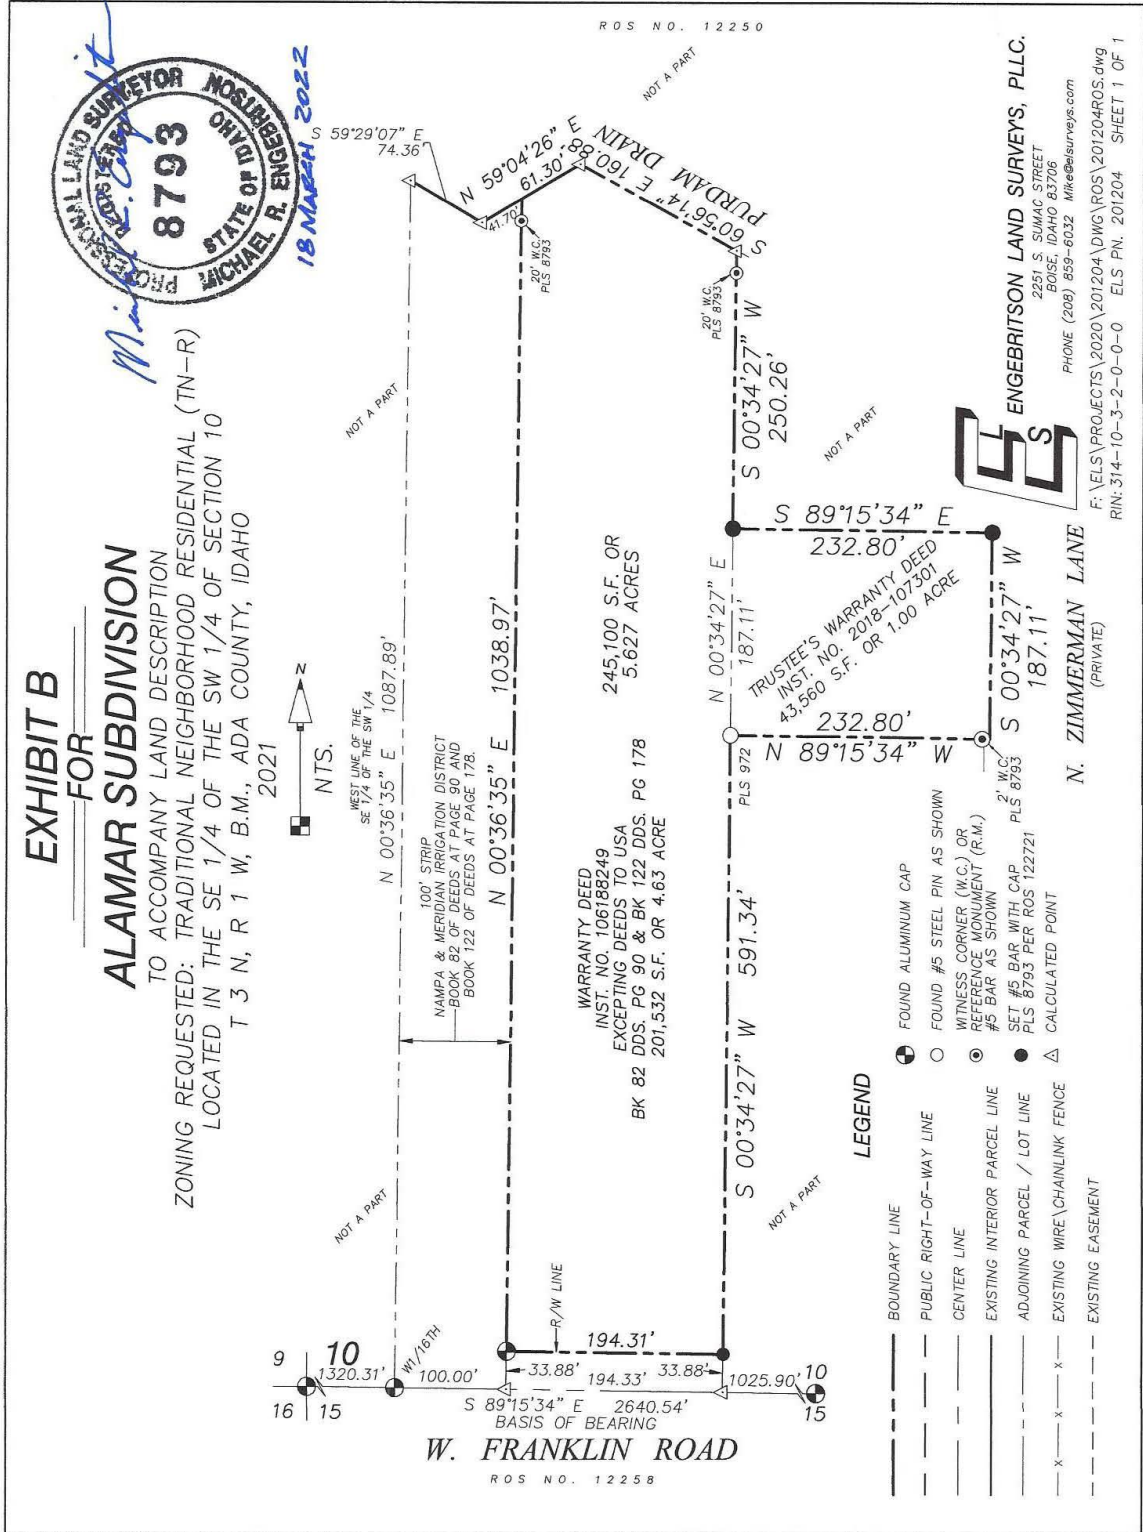 EXHIBIT B
FOR
ALAMAR SUBDIVISION
TO ACCOMPANY LAND DESCRIPTION
ZONING REQUESTED: TRADITIONAL NEIGHBORHOOD RESIDENTIAL (TN-R)
LOCATED IN THE SE 1/4 OF THE SW 1/4 OF SECTION 10
T 3 N, R 1 W, B.M., ADA COUNTY, IDAHO
2021
PROFESSIONAL LAND SURVEYOR
REGISTERED
8793
STATE OF IDAHO
MICHAEL R. ENGEBRITSON
18 MARCH 2022
N
NTS.
WEST LINE OF THE
SE 1/4 OF THE SW 1/4
N 00°36'35" E 1087.89'
100' STRIP
NAMPA & MERIDIAN IRRIGATION DISTRICT
BOOK 82 OF DEEDS AT PAGE 90 AND
BOOK 122 OF DEEDS AT PAGE 178.
N 00°36'35" E 1038.97'
NOT A PART
NOT A PART
S 59°29'07" E
74.36'
N 59°04'26" E
41.70'
61.30'
20' W.C.
PLS 8793
S 60°56'14" E 160.88'
PURDAM DRAIN
NOT A PART
ROS NO. 12250
WARRANTY DEED
INST. NO. 106188249
EXCEPTING DEEDS TO USA
BK 82 DDS. PG 90 & BK 122 DDS. PG 178
201,532 S.F. OR 4.63 ACRE
245,100 S.F. OR
5.627 ACRES
20' W.C.
PLS 8793
S 00°34'27" W
250.26'
NOT A PART
N 00°34'27" E
187.11'
TRUSTEE'S WARRANTY DEED
INST. NO. 2018-107301
43,560 S.F. OR 1.00 ACRE
S 89°15'34" E
232.80'
232.80'
N 89°15'34" W
PLS 972
2' W.C.
PLS 8793
S 00°34'27" W
187.11'
N. ZIMMERMAN LANE
(PRIVATE)
S 00°34'27" W 591.34'
NOT A PART
9
10
16
15
1320.31'
W1/16TH
100.00'
R/W LINE
194.31'
33.88'
33.88'
194.33'
1025.90'
10
15
S 89°15'34" E 2640.54'
BASIS OF BEARING
W. FRANKLIN ROAD
ROS NO. 12258
LEGEND
BOUNDARY LINE
PUBLIC RIGHT-OF-WAY LINE
CENTER LINE
EXISTING INTERIOR PARCEL LINE
ADJOINING PARCEL / LOT LINE
x x EXISTING WIRE\CHAINLINK FENCE
EXISTING EASEMENT
FOUND ALUMINUM CAP
FOUND #5 STEEL PIN AS SHOWN
WITNESS CORNER (W.C.) OR
REFERENCE MONUMENT (R.M.)
#5 BAR AS SHOWN
SET #5 BAR WITH CAP
PLS 8793 PER ROS 122721
CALCULATED POINT
E L S
ENGEBRITSON LAND SURVEYS, PLLC.
2251 S. SUMAC STREET
BOISE, IDAHO 83706
PHONE (208) 859-6032 Mike@elsurveys.com
F:\ELS\PROJECTS\2020\201204\DWG\ROS\201204ROS.dwg
RIN: 314-10-3-2-0-0-0 ELS PN. 201204 SHEET 1 OF 1